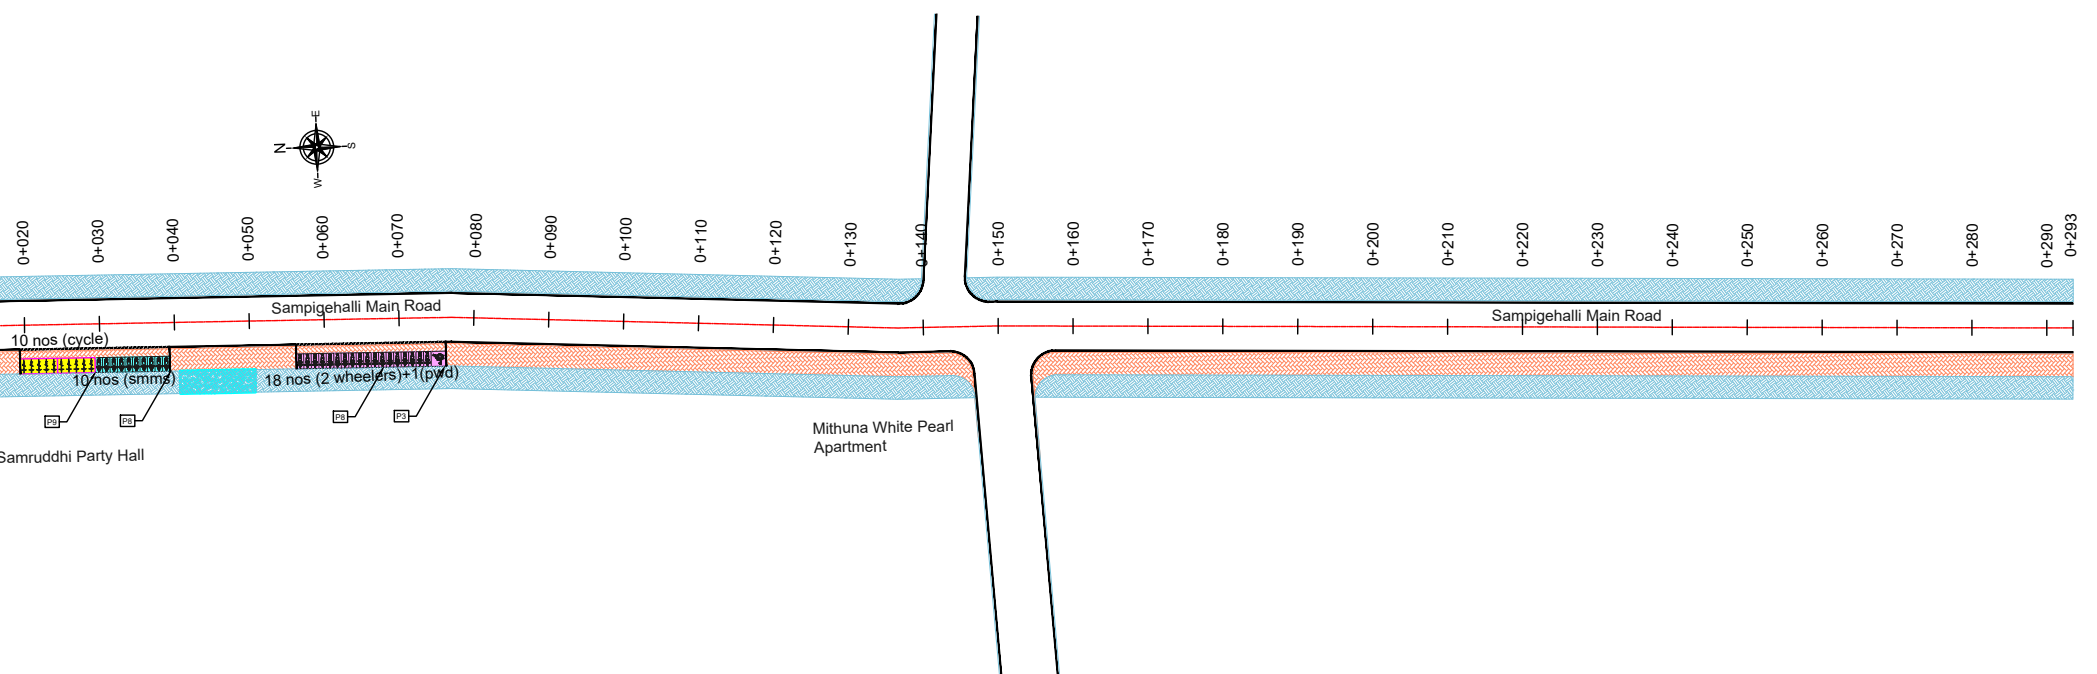 E
N
S
W
0+020
0+030
0+040
0+050
0+060
0+070
0+080
0+090
0+100
0+110
0+120
0+130
0+140
0+150
0+160
0+170
0+180
0+190
0+200
0+210
0+220
0+230
0+240
0+250
0+260
0+270
0+280
0+290
0+293
Sampigehalli Main Road
Sampigehalli Main Road
10 nos (cycle)
10 nos (smms)
18 nos (2 wheelers)+1(pwd)
P9
P8
P8
P3
Mithuna White Pearl
Apartment
Samruddhi Party Hall